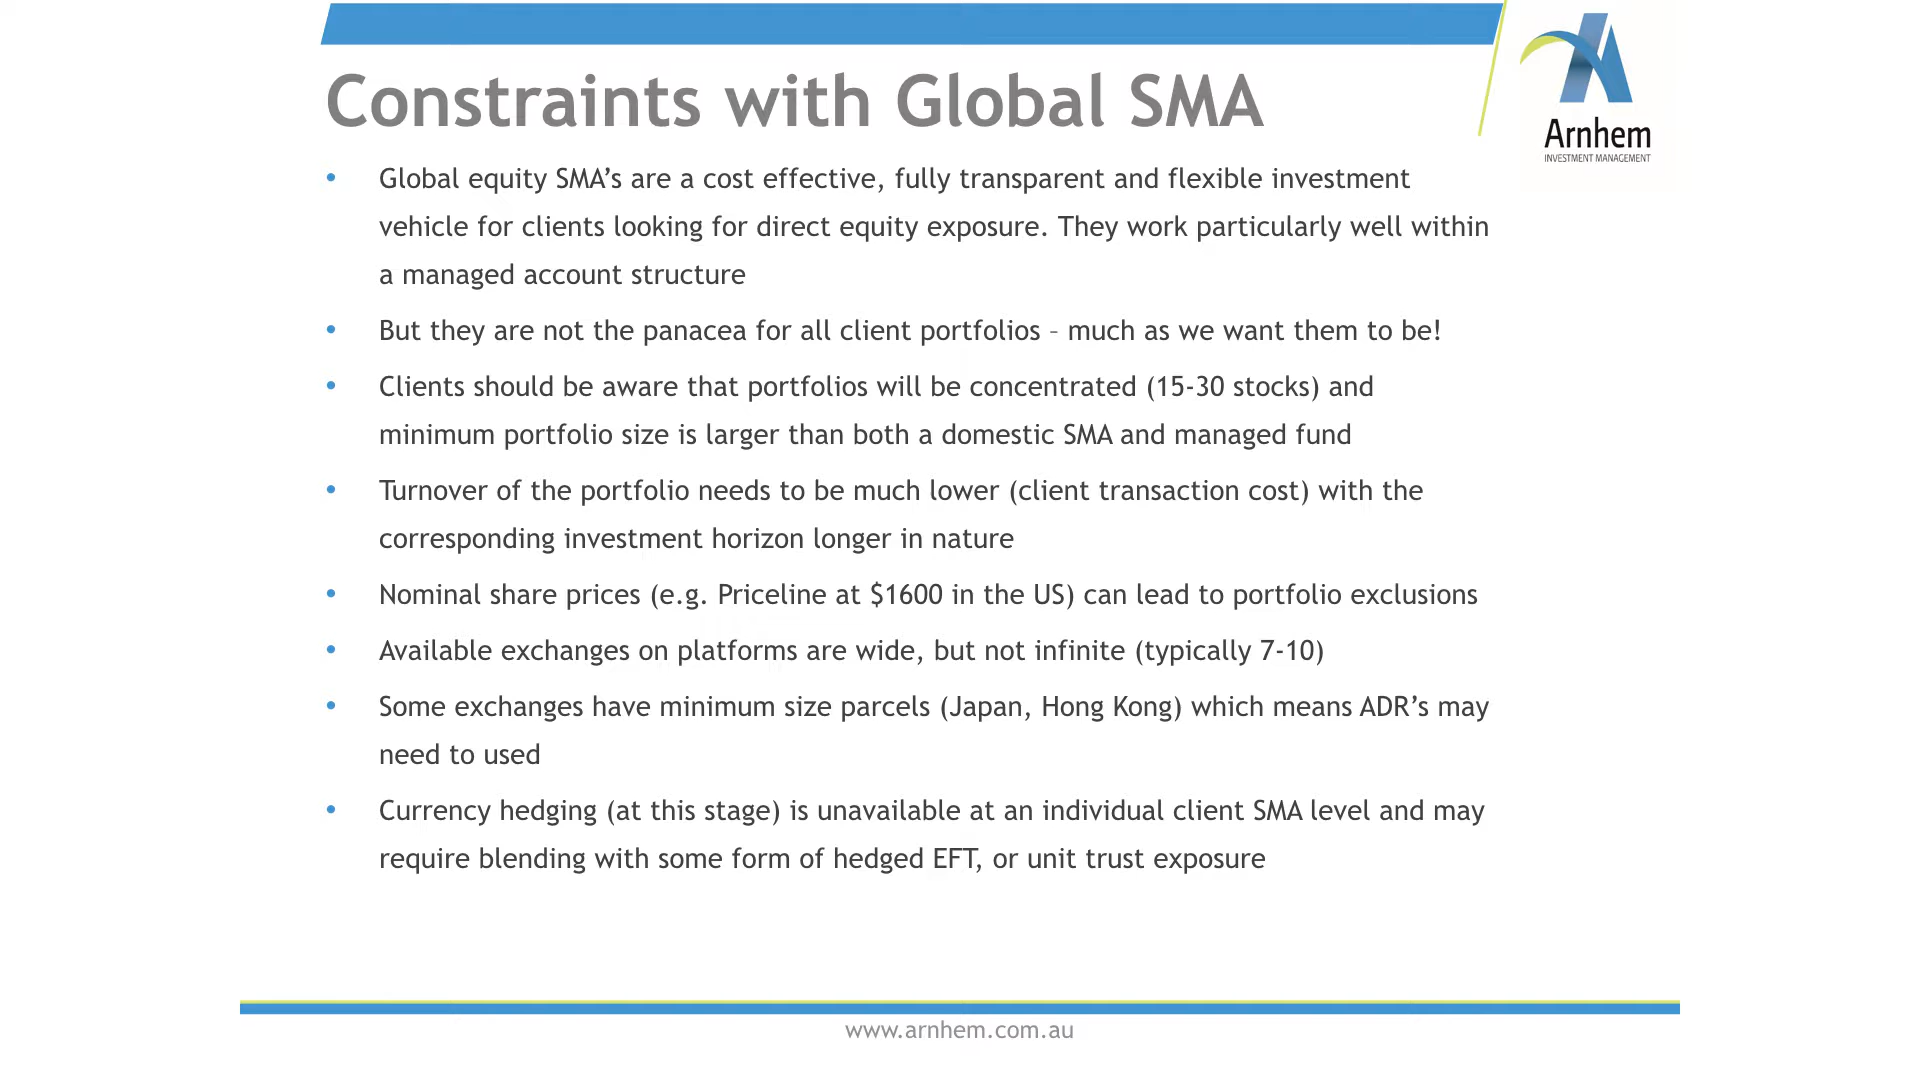 Constraints with Global SMA
Arnhem
INVESTMENT MANAGEMENT
• Global equity SMA’s are a cost effective, fully transparent and flexible investment
vehicle for clients looking for direct equity exposure. They work particularly well within
a managed account structure
• But they are not the panacea for all client portfolios – much as we want them to be!
• Clients should be aware that portfolios will be concentrated (15-30 stocks) and
minimum portfolio size is larger than both a domestic SMA and managed fund
• Turnover of the portfolio needs to be much lower (client transaction cost) with the
corresponding investment horizon longer in nature
• Nominal share prices (e.g. Priceline at $1600 in the US) can lead to portfolio exclusions
• Available exchanges on platforms are wide, but not infinite (typically 7-10)
• Some exchanges have minimum size parcels (Japan, Hong Kong) which means ADR’s may
need to used
• Currency hedging (at this stage) is unavailable at an individual client SMA level and may
require blending with some form of hedged EFT, or unit trust exposure
www.arnhem.com.au